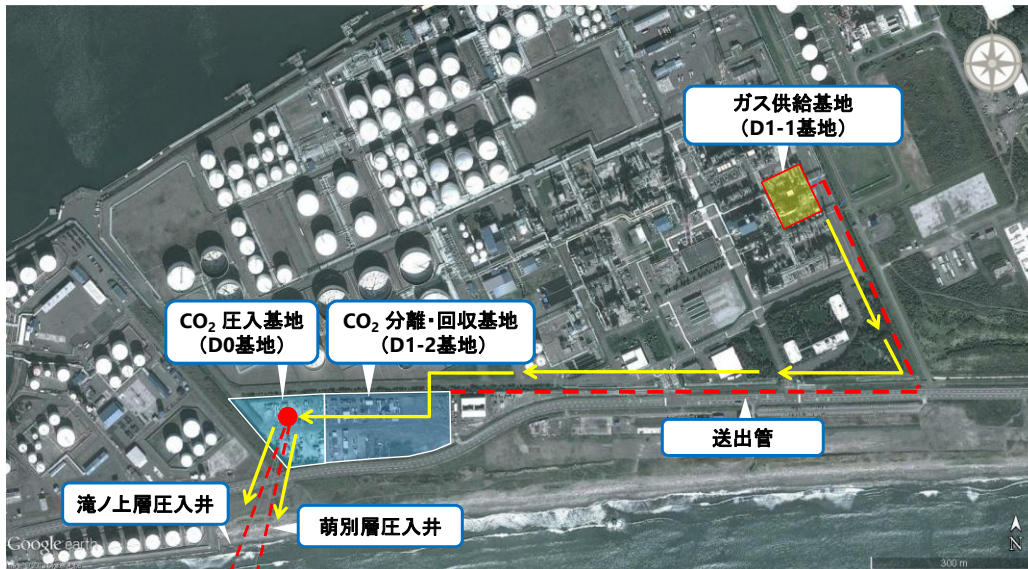 ガス供給基地
（D1-1基地）
CO₂ 圧入基地
（D0基地）
CO₂ 分離・回収基地
（D1-2基地）
送出管
滝ノ上層圧入井
萌別層圧入井
Google earth
N
300 m